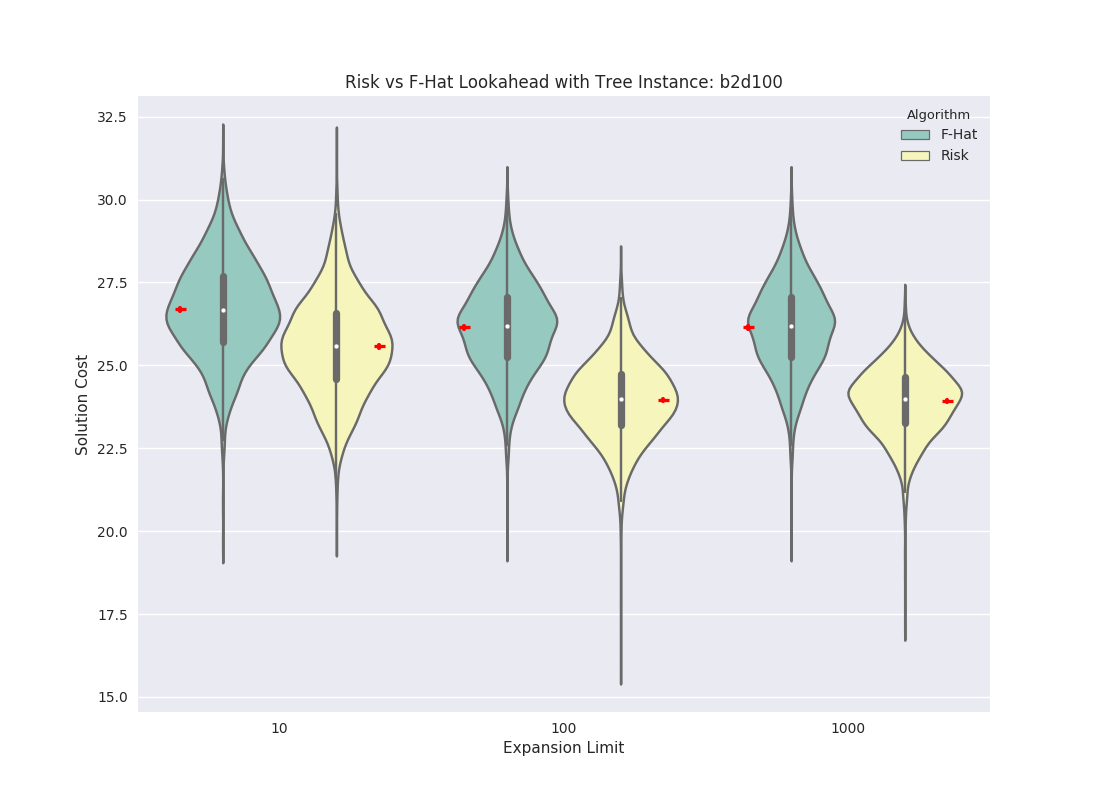 Risk vs F-Hat Lookahead with Tree Instance: b2d100
Algorithm
F-Hat
Risk
32.5
30.0
27.5
25.0
22.5
20.0
17.5
15.0
Solution Cost
10
100
1000
Expansion Limit